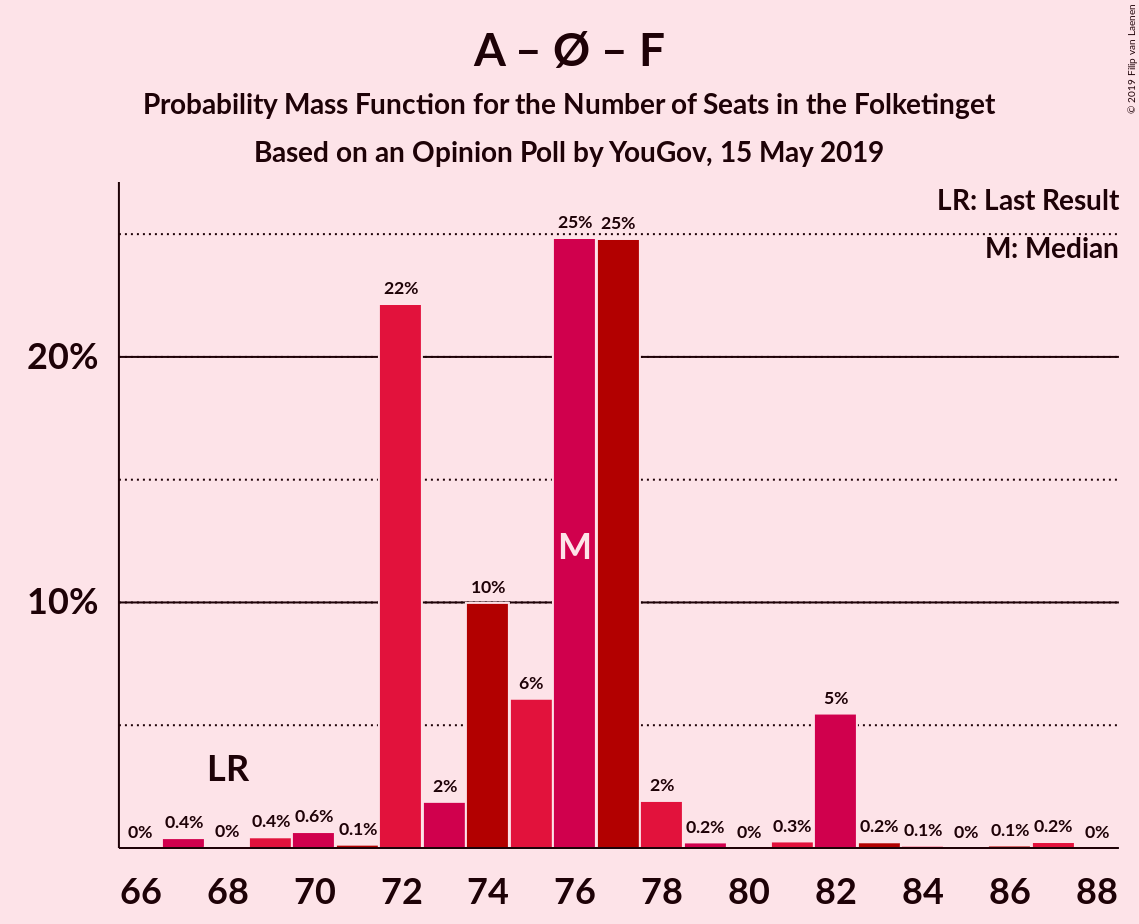 A – Ø – F
Probability Mass Function for the Number of Seats in the Folketinget
Based on an Opinion Poll by YouGov, 15 May 2019
© 2019 Filip van Laenen
LR: Last Result
M: Median
25% 25%
22%
20%
M
10%
10%
6%
5%
LR
2% 2%
0% 0.4% 0% 0.4% 0.6% 0.1% 0.2% 0% 0.3% 0.2% 0.1% 0% 0.1% 0.2% 0%
66 68 70 72 74 76 78 80 82 84 86 88